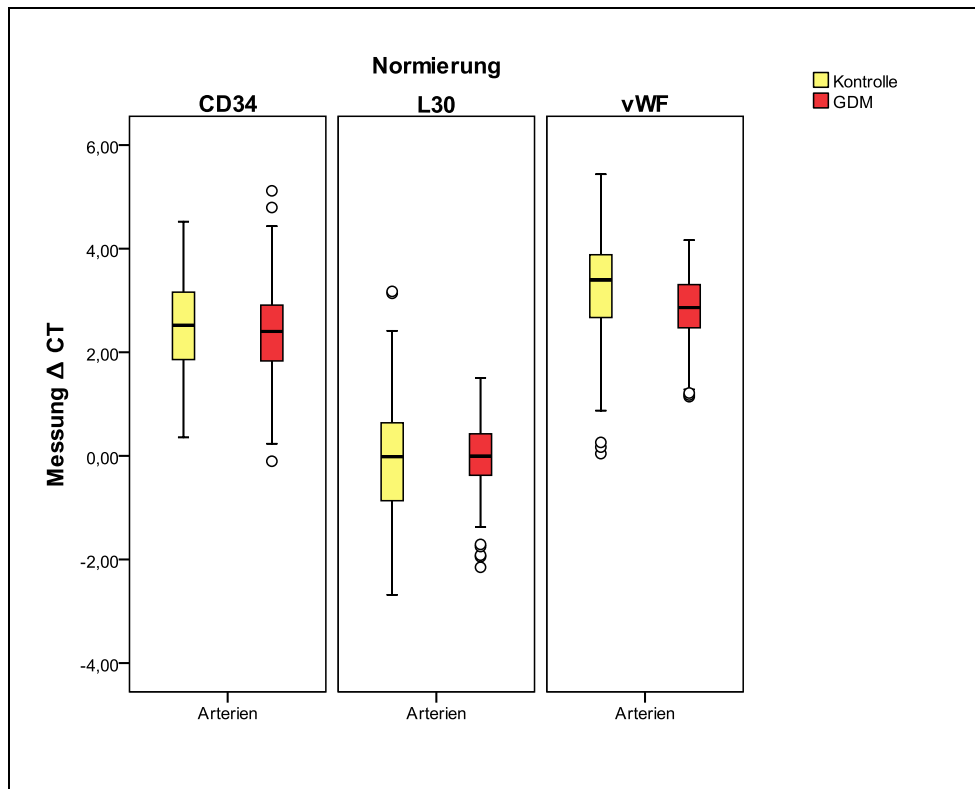 Normierung
CD34
L30
vWF
Kontrolle
GDM
Messung Δ CT
6,00
4,00
2,00
0,00
-2,00
-4,00
Arterien
Arterien
Arterien